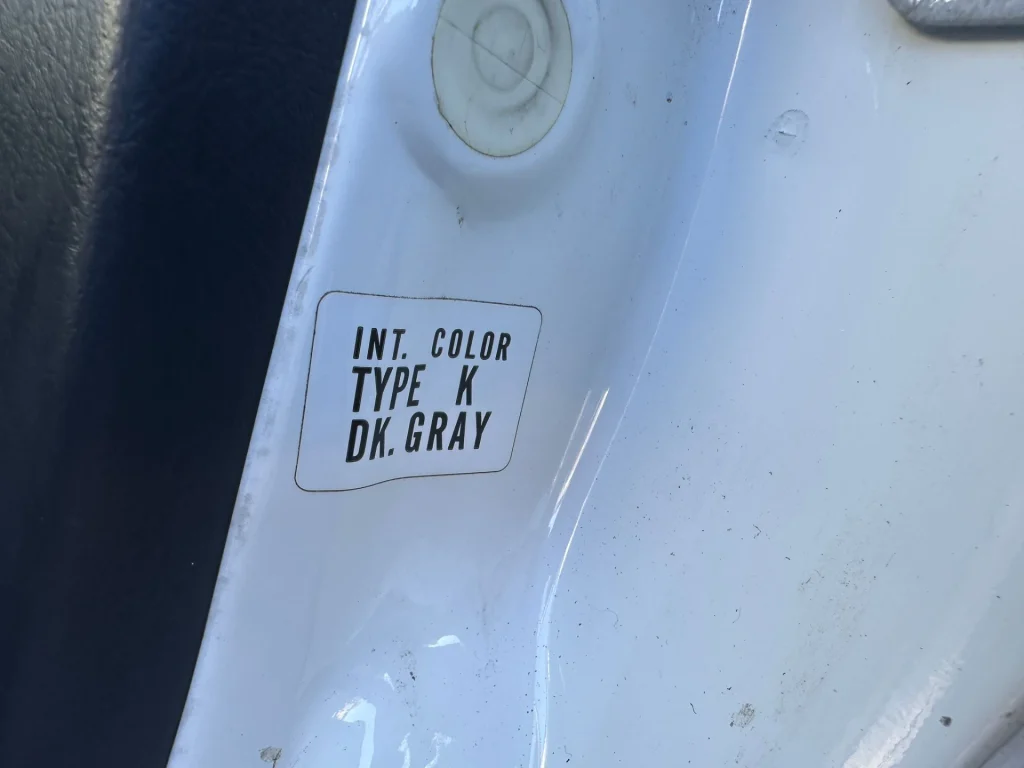 INT. COLOR
TYPE K
DK. GRAY